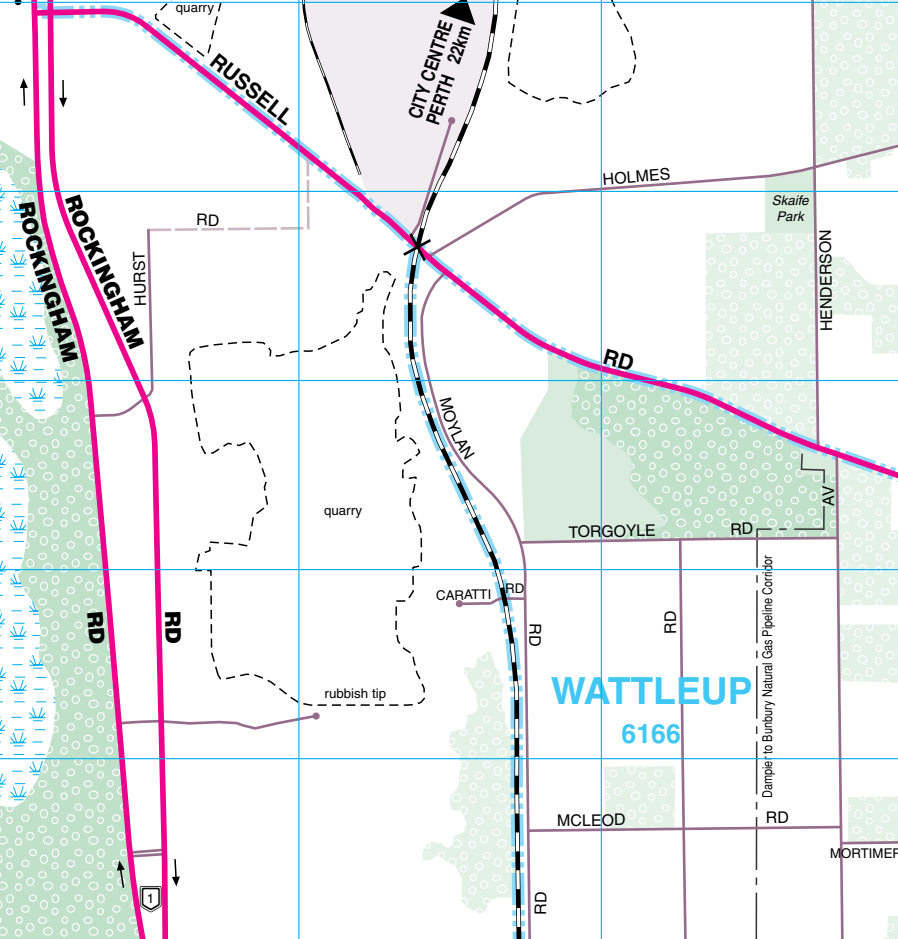 quarry
CITY CENTRE
PERTH 22km
RUSSELL
HOLMES
Skaife
Park
ROCKINGHAM
ROCKINGHAM
RD
HURST
HENDERSON
RD
MOYLAN
quarry
AV
TORGOYLE
RD
CARATTI
RD
RD
RD
RD
RD
Dampier to Bunbury Natural Gas Pipeline Corridor
WATTLEUP
6166
rubbish tip
MCLEOD
RD
MORTIMER
1
RD